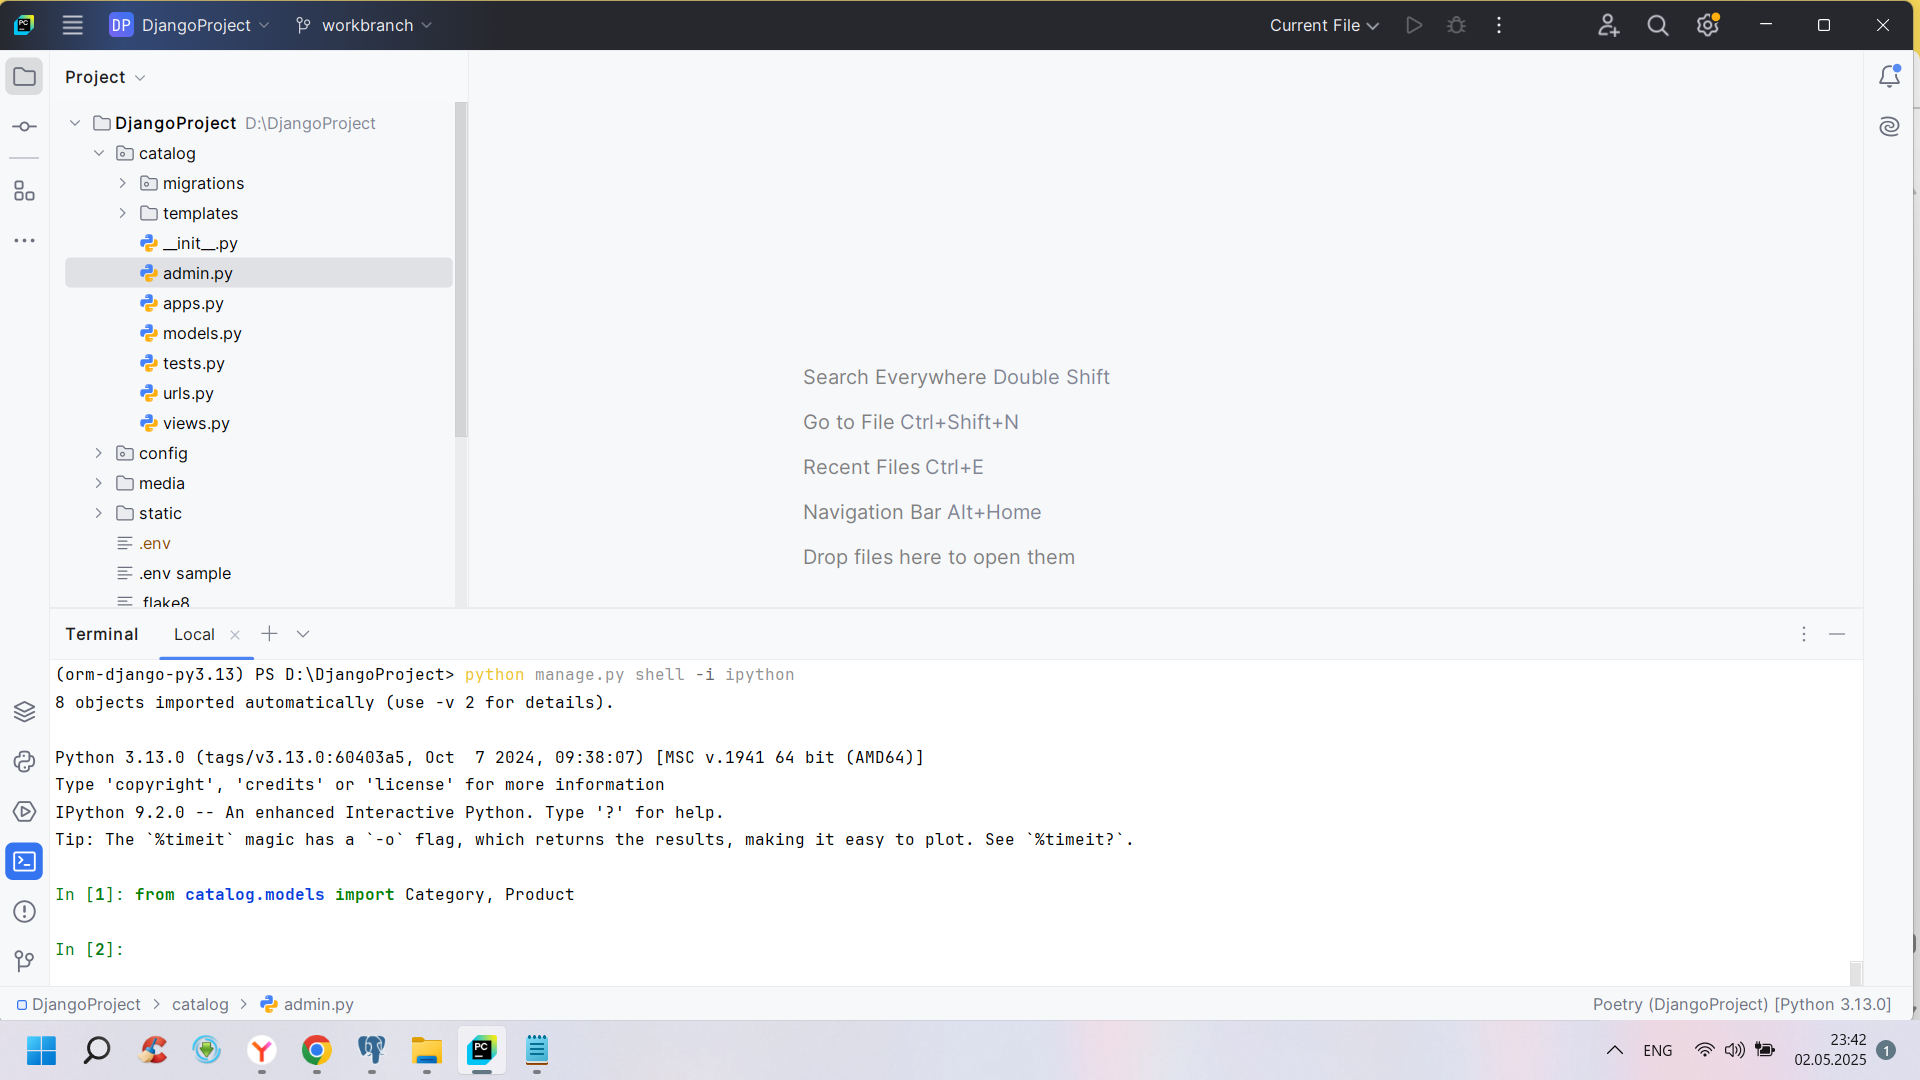 DP DjangoProject workbranch Current File
Project
DjangoProject D:\DjangoProject
catalog
migrations
templates
__init__.py
admin.py
apps.py
models.py
tests.py
urls.py
views.py
config
media
static
.env
.env sample
.flake8
Search Everywhere Double Shift
Go to File Ctrl+Shift+N
Recent Files Ctrl+E
Navigation Bar Alt+Home
Drop files here to open them
Terminal Local
(orm-django-py3.13) PS D:\DjangoProject> python manage.py shell -i ipython
8 objects imported automatically (use -v 2 for details).
Python 3.13.0 (tags/v3.13.0:60403a5, Oct  7 2024, 09:38:07) [MSC v.1941 64 bit (AMD64)]
Type 'copyright', 'credits' or 'license' for more information
IPython 9.2.0 -- An enhanced Interactive Python. Type '?' for help.
Tip: The `%timeit` magic has a `-o` flag, which returns the results, making it easy to plot. See `%timeit?`.
In [1]: from catalog.models import Category, Product
In [2]:
DjangoProject > catalog > admin.py
Poetry (DjangoProject) [Python 3.13.0]
PC
ENG
23:42
02.05.2025
1